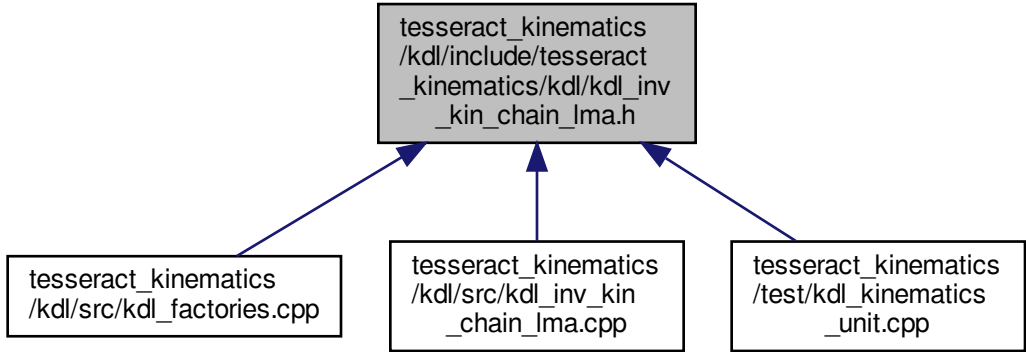 tesseract_kinematics
/kdl/include/tesseract
_kinematics/kdl/kdl_inv
_kin_chain_lma.h
tesseract_kinematics
/kdl/src/kdl_factories.cpp
tesseract_kinematics
/kdl/src/kdl_inv_kin
_chain_lma.cpp
tesseract_kinematics
/test/kdl_kinematics
_unit.cpp